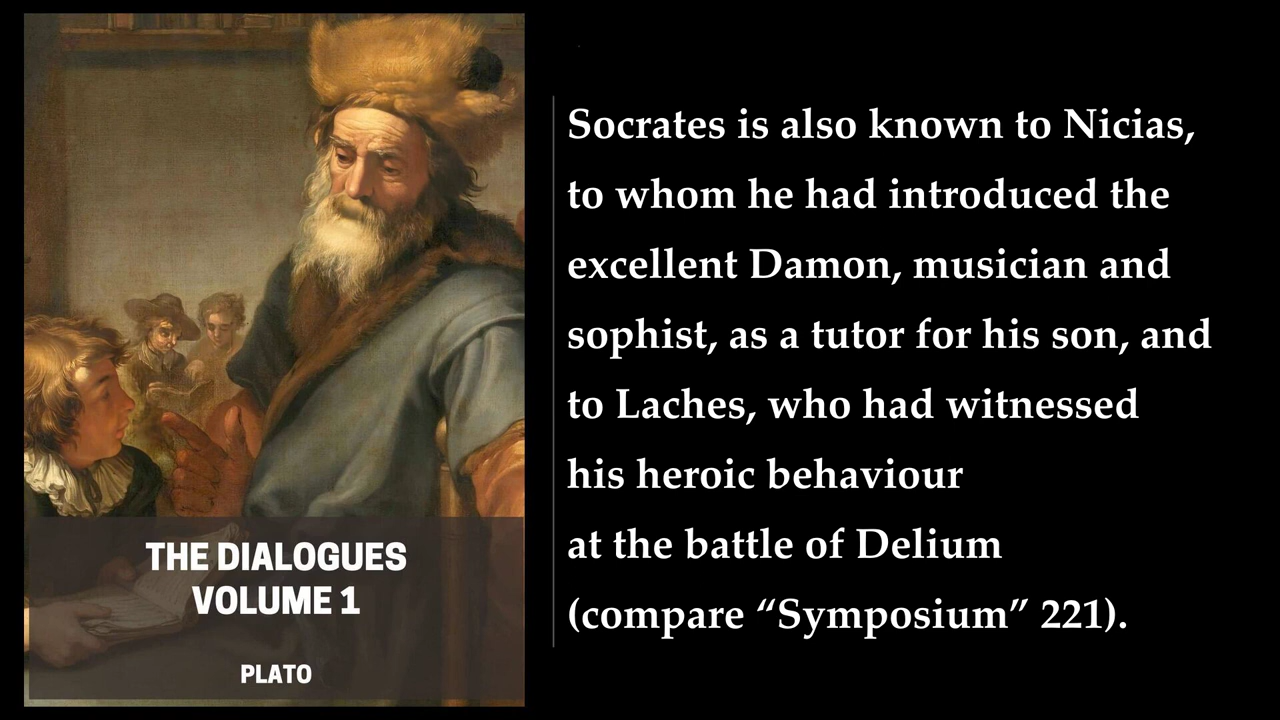 THE DIALOGUES
VOLUME 1
PLATO
Socrates is also known to Nicias,
to whom he had introduced the
excellent Damon, musician and
sophist, as a tutor for his son, and
to Laches, who had witnessed
his heroic behaviour
at the battle of Delium
(compare “Symposium” 221).